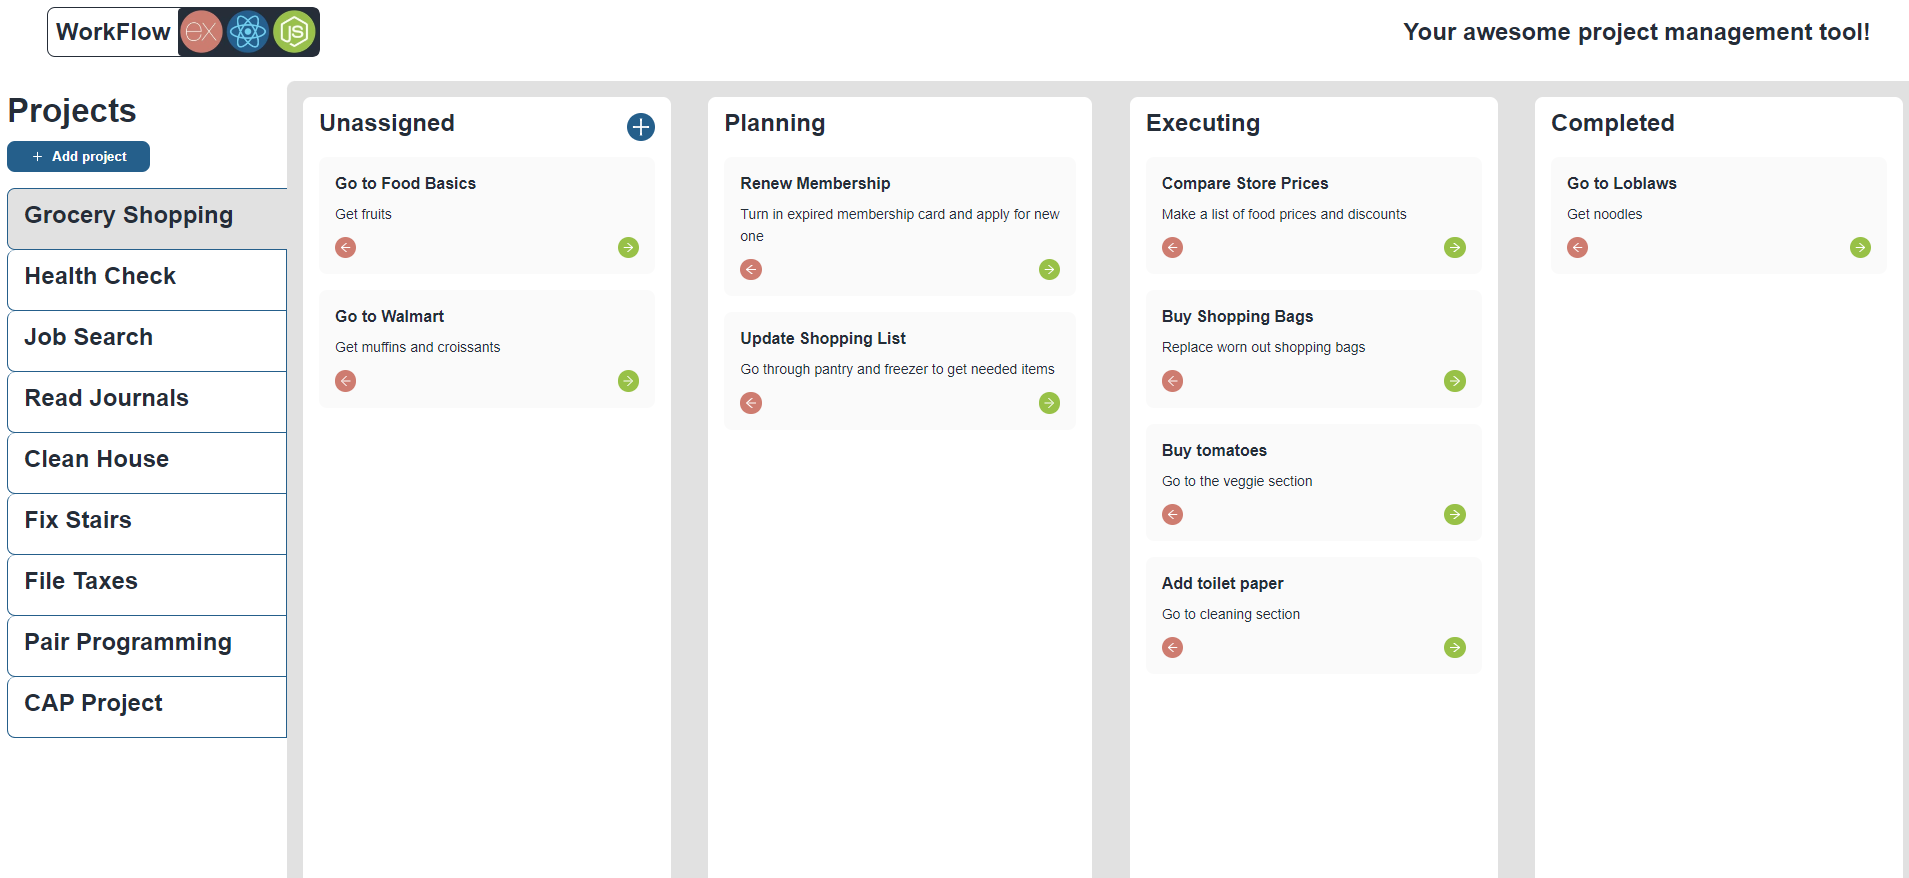 WorkFlow
ex
JS
Your awesome project management tool!
Projects
+ Add project
Grocery Shopping
Health Check
Job Search
Read Journals
Clean House
Fix Stairs
File Taxes
Pair Programming
CAP Project
Unassigned
Go to Food Basics
Get fruits
Go to Walmart
Get muffins and croissants
Planning
Renew Membership
Turn in expired membership card and apply for new
one
Update Shopping List
Go through pantry and freezer to get needed items
Executing
Compare Store Prices
Make a list of food prices and discounts
Buy Shopping Bags
Replace worn out shopping bags
Buy tomatoes
Go to the veggie section
Add toilet paper
Go to cleaning section
Completed
Go to Loblaws
Get noodles